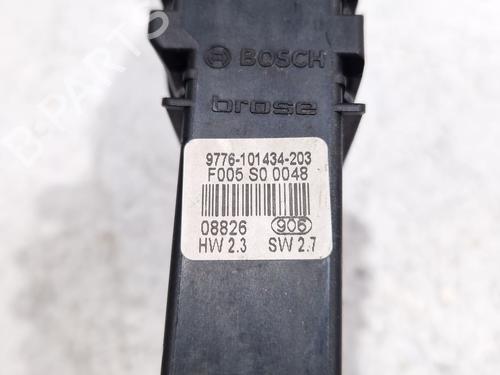 BOSCH
brose
9776-101434-203
F005 S0 0048
08826 906
HW 2.3 SW 2.7
B-PARTS